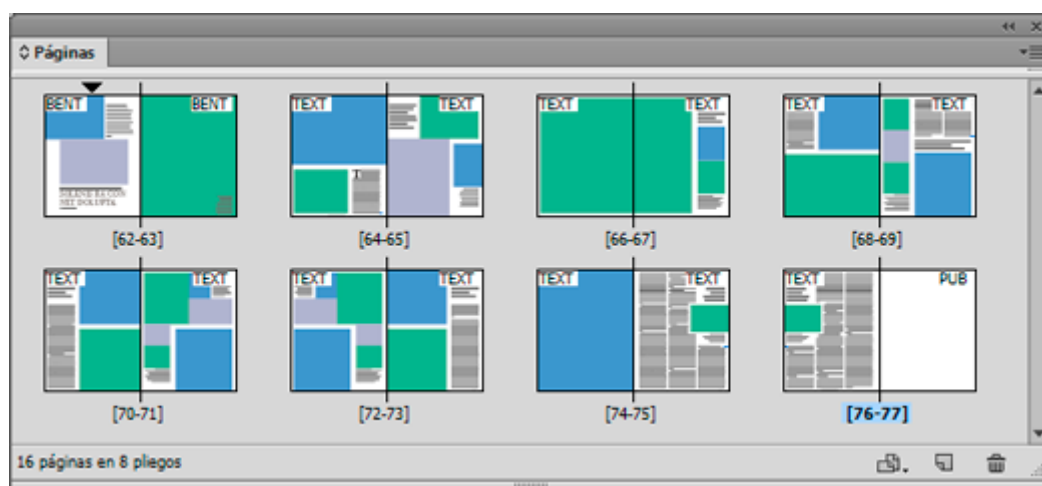 Páginas
BENT BENT TEXT TEXT TEXT TEXT TEXT TEXT
[62-63] [64-65] [66-67] [68-69]
TEXT TEXT TEXT TEXT TEXT TEXT TEXT PUB
[70-71] [72-73] [74-75] [76-77]
16 páginas en 8 pliegos